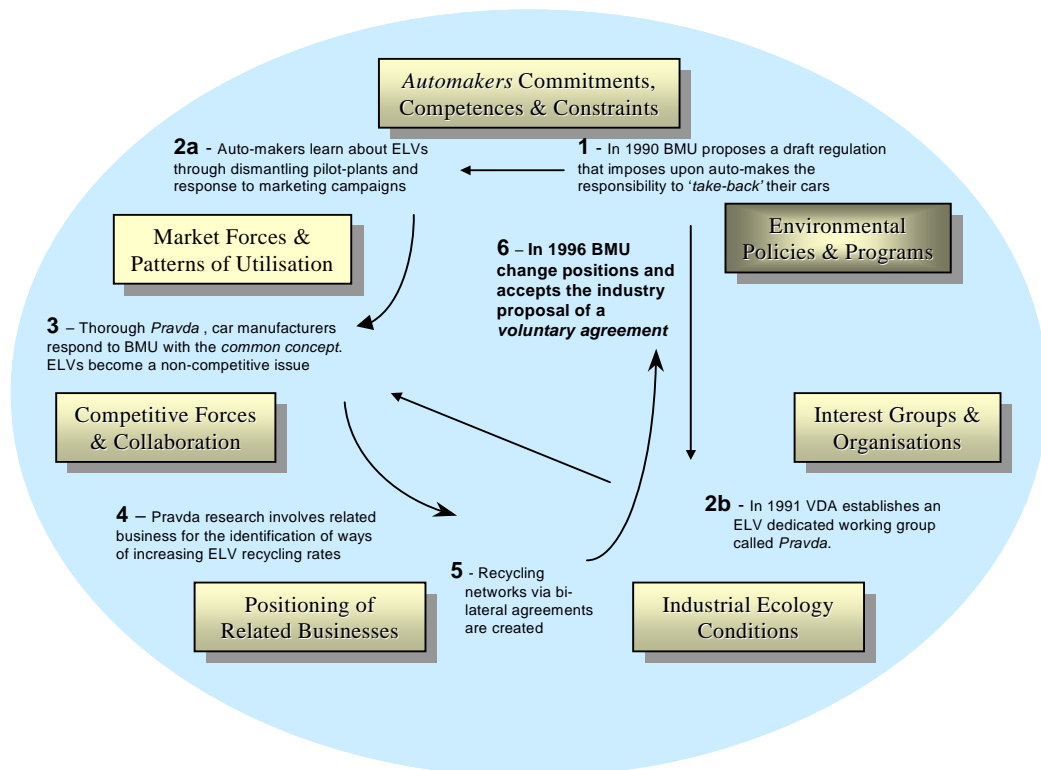 Automakers Commitments,
Competences & Constraints
2a - Auto-makers learn about ELVs
through dismantling pilot-plants and
response to marketing campaigns
1 - In 1990 BMU proposes a draft regulation
that imposes upon auto-makes the
responsibility to ‘take-back’ their cars
Market Forces &
Patterns of Utilisation
Environmental
Policies & Programs
6 – In 1996 BMU
change positions and
accepts the industry
proposal of a
voluntary agreement
3 – Thorough Pravda , car manufacturers
respond to BMU with the common concept.
ELVs become a non-competitive issue
Competitive Forces
& Collaboration
Interest Groups &
Organisations
4 – Pravda research involves related
business for the identification of ways
of increasing ELV recycling rates
2b - In 1991 VDA establishes an
ELV dedicated working group
called Pravda.
5 - Recycling
networks via bi-
lateral agreements
are created
Positioning of
Related Businesses
Industrial Ecology
Conditions